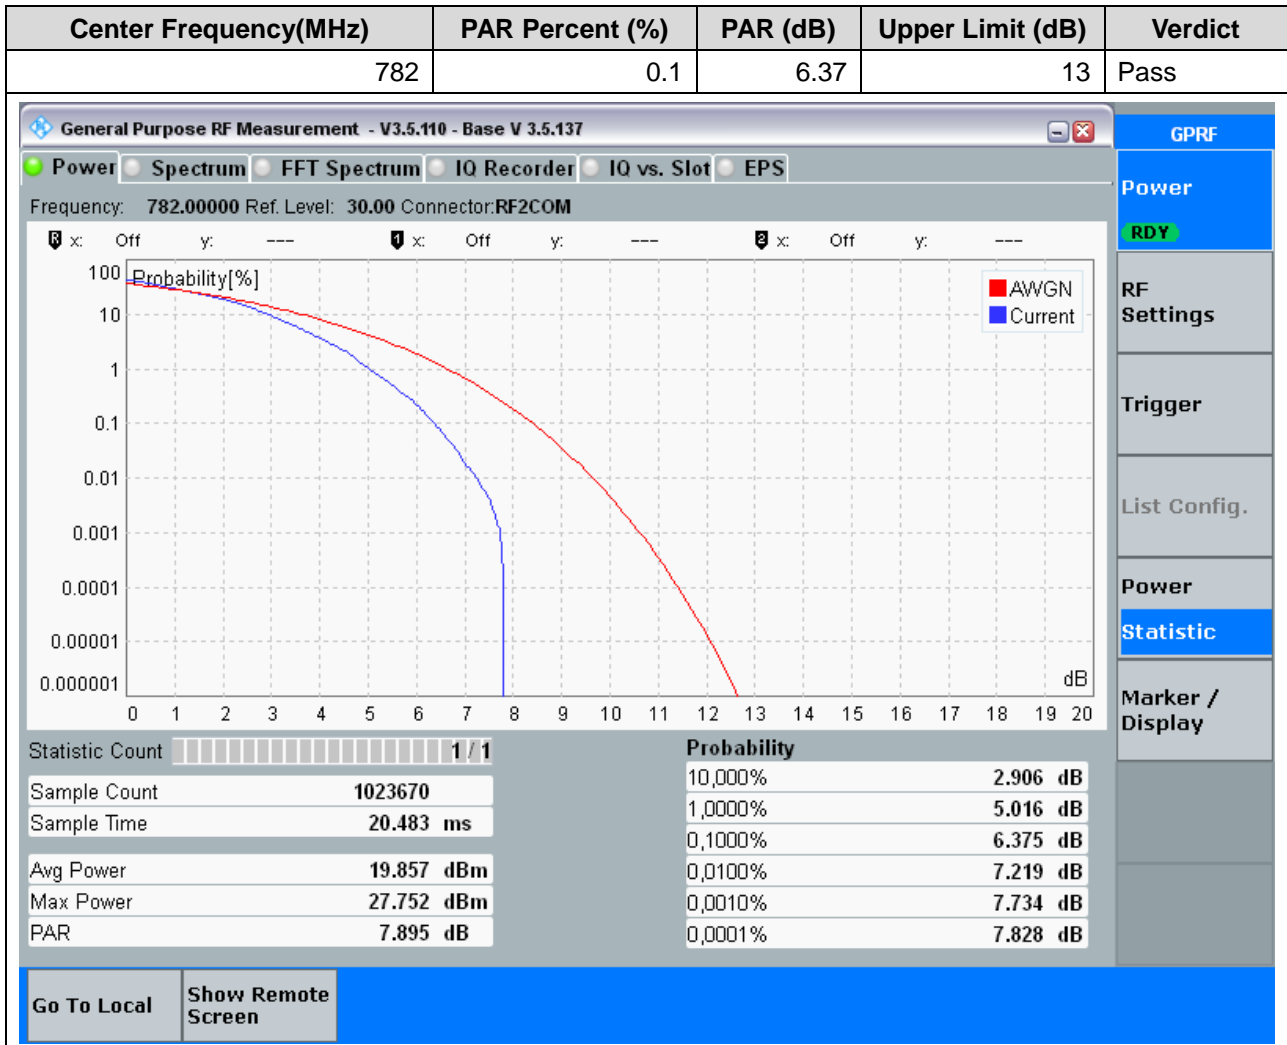 Center Frequency(MHz) PAR Percent (%) PAR (dB) Upper Limit (dB) Verdict
782 0.1 6.37 13 Pass
General Purpose RF Measurement - V3.5.110 - Base V 3.5.137
GPRF
Power Spectrum FFT Spectrum IQ Recorder IQ vs. Slot EPS
Power
RDY
Frequency: 782.00000 Ref. Level: 30.00 Connector:RF2COM
R x: Off y: --- 1 x: Off y: --- 2 x: Off y: ---
Probability[%]
AWGN
Current
100
10
1
0.1
0.01
0.001
0.0001
0.00001
0.000001
dB
0 1 2 3 4 5 6 7 8 9 10 11 12 13 14 15 16 17 18 19 20
RF
Settings
Trigger
List Config.
Power
Statistic
Marker /
Display
Statistic Count 1 / 1
Sample Count 1023670
Sample Time 20.483 ms
Avg Power 19.857 dBm
Max Power 27.752 dBm
PAR 7.895 dB
Probability
10,000% 2.906 dB
1,0000% 5.016 dB
0,1000% 6.375 dB
0,0100% 7.219 dB
0,0010% 7.734 dB
0,0001% 7.828 dB
Go To Local
Show Remote
Screen